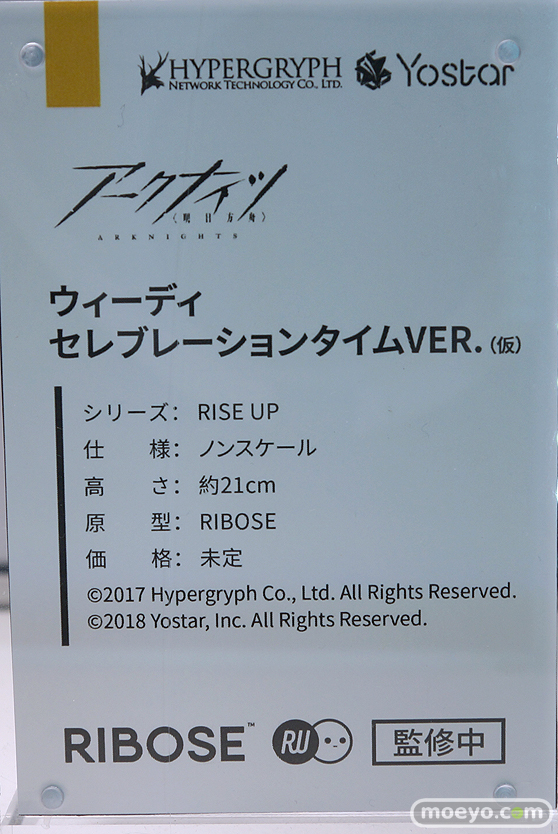 HYPERGRYPH
NETWORK TECHNOLOGY CO., LTD.
Yostar
アークナイツ
〈明日方舟〉
ARKNIGHTS
ウィーディ
セレブレーションタイムVER.(仮)
シリーズ： RISE UP
仕 様： ノンスケール
高 さ： 約21cm
原 型： RIBOSE
価 格： 未定
©2017 Hypergryph Co., Ltd. All Rights Reserved.
©2018 Yostar, Inc. All Rights Reserved.
RIBOSE™ RU 監修中
moeyo.com